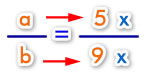 a → 5 x
=
b → 9 x